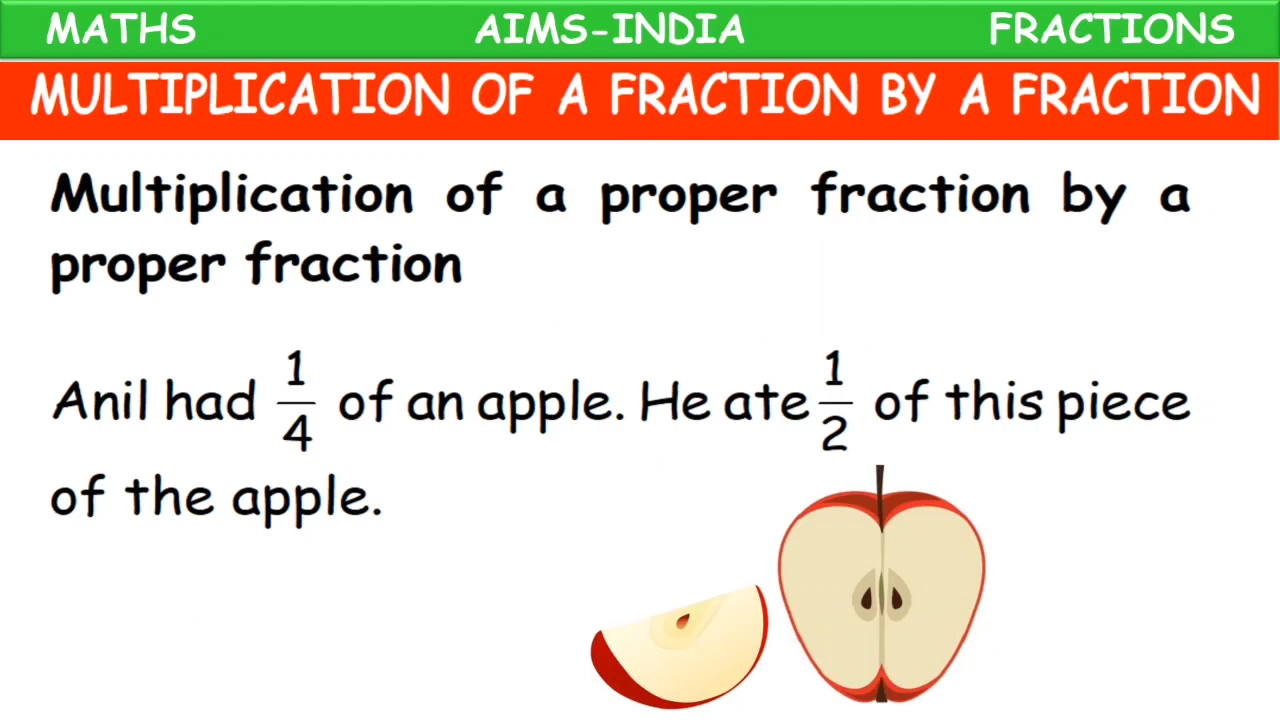 MATHS AIMS-INDIA FRACTIONS
MULTIPLICATION OF A FRACTION BY A FRACTION
Multiplication of a proper fraction by a
proper fraction
Anil had 1/4 of an apple. He ate 1/2 of this piece
of the apple.